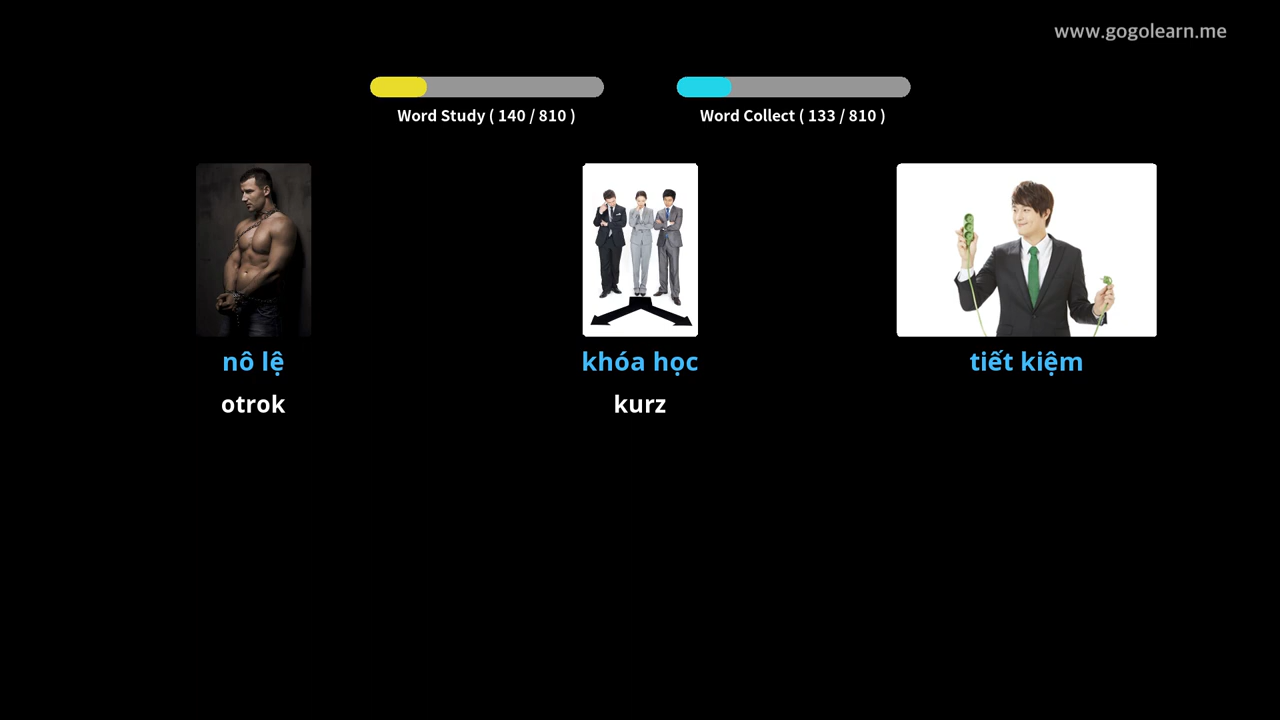 www.gogolearn.me
Word Study ( 140 / 810 )
Word Collect ( 133 / 810 )
nô lệ
khóa học
tiết kiệm
otrok
kurz